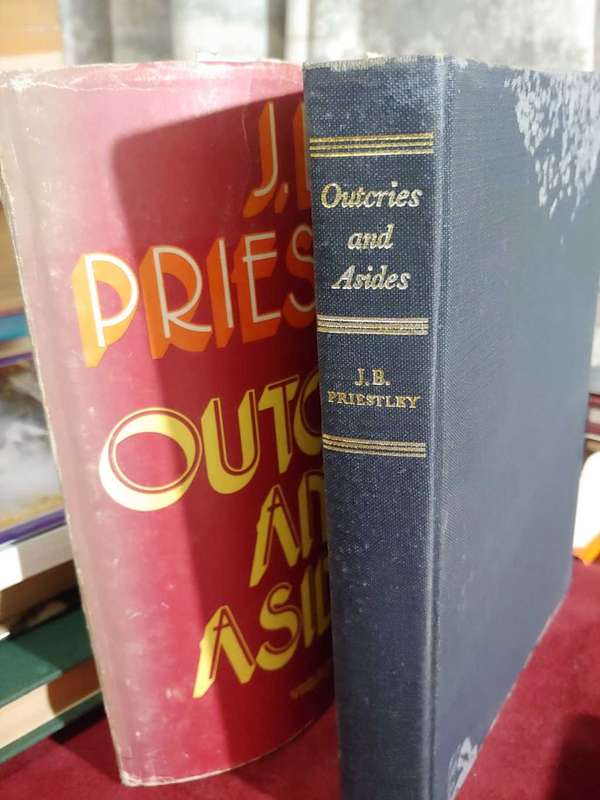 J.
PRIES
OUTC
AN
ASID
Outcries
and
Asides
J.B.
PRIESTLEY